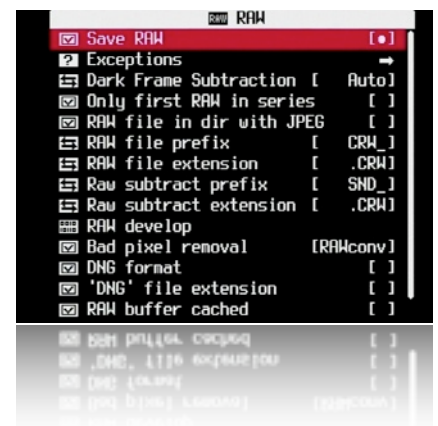 RAW RAW
Save RAW [•]
? Exceptions →
Dark Frame Subtraction [ Auto]
Only first RAW in series [ ]
RAW file in dir with JPEG [ ]
RAW file prefix [ CRW_]
RAW file extension [ .CRW]
Raw subtract prefix [ SND_]
Raw subtract extension [ .CRW]
RAW develop
Bad pixel removal [RAWconv]
DNG format [ ]
'DNG' file extension [ ]
RAW buffer cached [ ]